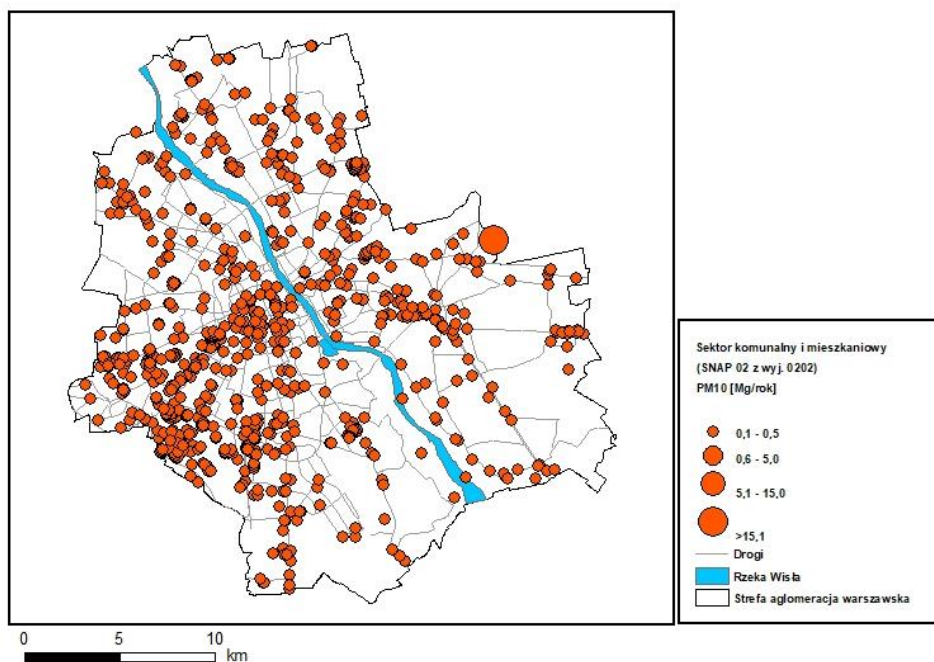 Sektor komunalny i mieszkaniowy
(SNAP 02 z wyj. 0202)
PM10 [Mg/rok]
0,1 - 0,5
0,6 - 5,0
5,1 - 15,0
>15,1
Drogi
Rzeka Wisła
Strefa aglomeracja warszawska
0 5 10
km